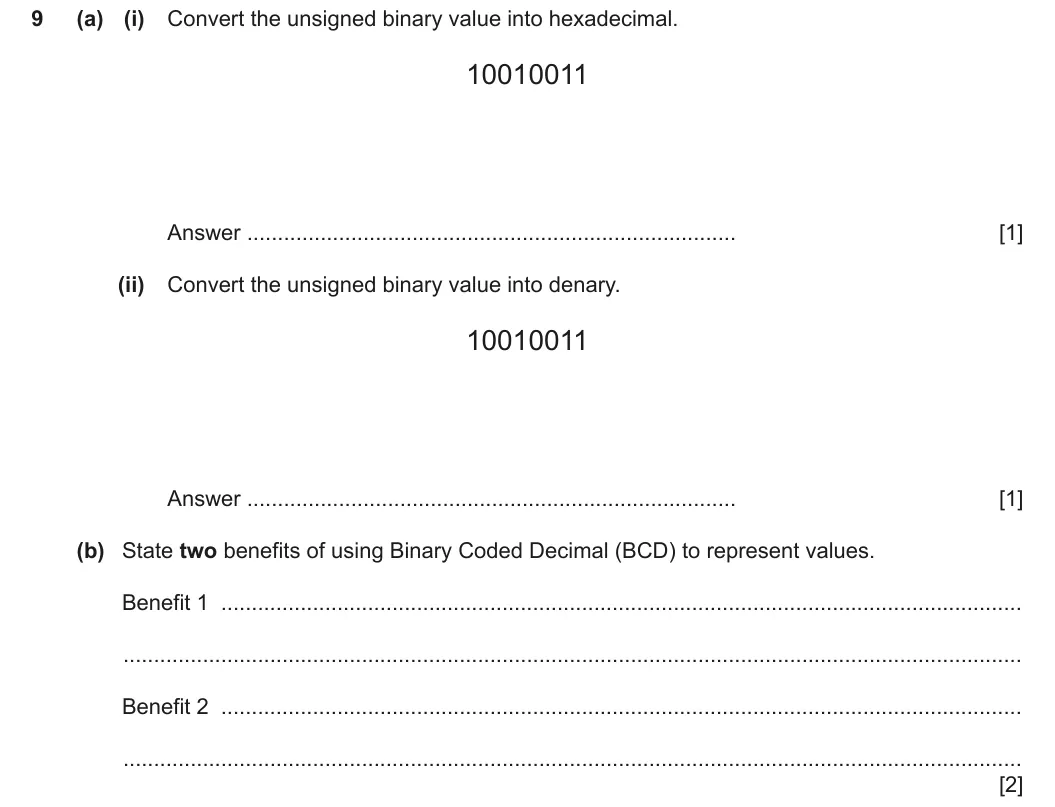 9 (a) (i) Convert the unsigned binary value into hexadecimal.
10010011
Answer ................................................................................ [1]
(ii) Convert the unsigned binary value into denary.
10010011
Answer ................................................................................ [1]
(b) State two benefits of using Binary Coded Decimal (BCD) to represent values.
Benefit 1 ...................................................................................................................................
...................................................................................................................................................
Benefit 2 ...................................................................................................................................
...................................................................................................................................................
[2]